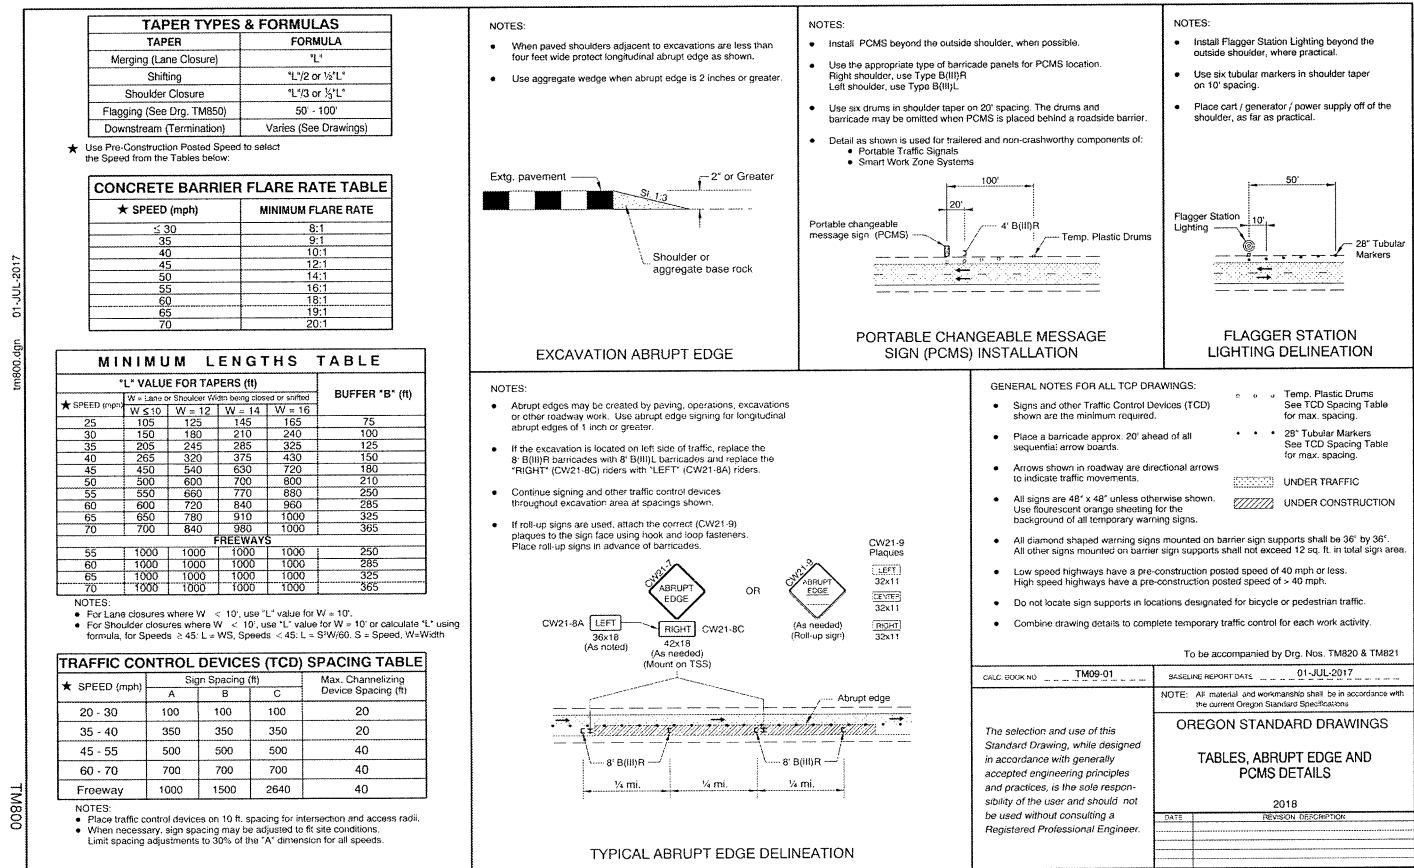 TAPER TYPES & FORMULAS
TAPER FORMULA
Merging (Lane Closure) "L"
Shifting "L"/2 or ½"L"
Shoulder Closure "L"/3 or ⅓"L"
Flagging (See Drg. TM850) 50' - 100'
Downstream (Termination) Varies (See Drawings)
★ Use Pre-Construction Posted Speed to select
the Speed from the Tables below:
CONCRETE BARRIER FLARE RATE TABLE
★ SPEED (mph) MINIMUM FLARE RATE
≤ 30 8:1
35 9:1
40 10:1
45 12:1
50 14:1
55 16:1
60 18:1
65 19:1
70 20:1
MINIMUM LENGTHS TABLE
"L" VALUE FOR TAPERS (ft) BUFFER "B" (ft)
★ SPEED (mph) W = Lane or Shoulder Width being closed or shifted
W ≤ 10 W = 12 W = 14 W = 16
25 105 125 145 165 75
30 150 180 210 240 100
35 205 245 285 325 125
40 265 320 375 430 150
45 450 540 630 720 180
50 500 600 700 800 210
55 550 660 770 880 250
60 600 720 840 960 285
65 650 780 910 1000 325
70 700 840 980 1000 365
FREEWAYS
55 1000 1000 1000 1000 250
60 1000 1000 1000 1000 285
65 1000 1000 1000 1000 325
70 1000 1000 1000 1000 365
NOTES:
• For Lane closures where W < 10', use "L" value for W = 10'.
• For Shoulder closures where W < 10', use "L" value for W = 10' or calculate "L" using
formula, for Speeds ≥ 45: L = WS, Speeds < 45: L = S²W/60. S = Speed, W=Width
TRAFFIC CONTROL DEVICES (TCD) SPACING TABLE
★ SPEED (mph) Sign Spacing (ft) Max. Channelizing
Device Spacing (ft)
A B C
20 - 30 100 100 100 20
35 - 40 350 350 350 20
45 - 55 500 500 500 40
60 - 70 700 700 700 40
Freeway 1000 1500 2640 40
NOTES:
• Place traffic control devices on 10 ft. spacing for intersection and access radii.
• When necessary, sign spacing may be adjusted to fit site conditions.
Limit spacing adjustments to 30% of the "A" dimension for all speeds.
tm800.dgn 01-JUL-2017
TM800
NOTES:
• When paved shoulders adjacent to excavations are less than
four feet wide protect longitudinal abrupt edge as shown.
• Use aggregate wedge when abrupt edge is 2 inches or greater.
Extg. pavement
Sl. 1:3
2" or Greater
Shoulder or
aggregate base rock
EXCAVATION ABRUPT EDGE
NOTES:
• Install PCMS beyond the outside shoulder, when possible.
• Use the appropriate type of barricade panels for PCMS location.
Right shoulder, use Type B(III)R
Left shoulder, use Type B(III)L
• Use six drums in shoulder taper on 20' spacing. The drums and
barricade may be omitted when PCMS is placed behind a roadside barrier.
• Detail as shown is used for trailered and non-crashworthy components of:
• Portable Traffic Signals
• Smart Work Zone Systems
100'
20'
Portable changeable
message sign (PCMS)
4' B(III)R
Temp. Plastic Drums
PORTABLE CHANGEABLE MESSAGE
SIGN (PCMS) INSTALLATION
NOTES:
• Install Flagger Station Lighting beyond the
outside shoulder, where practical.
• Use six tubular markers in shoulder taper
on 10' spacing.
• Place cart / generator / power supply off of the
shoulder, as far as practical.
50'
Flagger Station
Lighting
10'
28" Tubular
Markers
FLAGGER STATION
LIGHTING DELINEATION
NOTES:
• Abrupt edges may be created by paving, operations, excavations
or other roadway work. Use abrupt edge signing for longitudinal
abrupt edges of 1 inch or greater.
• If the excavation is located on left side of traffic, replace the
8' B(III)R barricades with 8' B(III)L barricades and replace the
"RIGHT" (CW21-8C) riders with "LEFT" (CW21-8A) riders.
• Continue signing and other traffic control devices
throughout excavation area at spacings shown.
• If roll-up signs are used, attach the correct (CW21-9)
plaques to the sign face using hook and loop fasteners.
Place roll-up signs in advance of barricades.
CW21-7
ABRUPT
EDGE
OR
CW21-9
ABRUPT
EDGE
(As needed)
(Roll-up sign)
CW21-9
Plaques
LEFT
32x11
CENTER
32x11
RIGHT
32x11
CW21-8A LEFT
36x18
(As noted)
RIGHT CW21-8C
42x18
(As needed)
(Mount on TSS)
Abrupt edge
8' B(III)R 8' B(III)R
¼ mi. ¼ mi. ¼ mi.
TYPICAL ABRUPT EDGE DELINEATION
GENERAL NOTES FOR ALL TCP DRAWINGS:
• Signs and other Traffic Control Devices (TCD)
shown are the minimum required.
• Place a barricade approx. 20' ahead of all
sequential arrow boards.
• Arrows shown in roadway are directional arrows
to indicate traffic movements.
• All signs are 48" x 48" unless otherwise shown.
Use flourescent orange sheeting for the
background of all temporary warning signs.
• All diamond shaped warning signs mounted on barrier sign supports shall be 36" by 36".
All other signs mounted on barrier sign supports shall not exceed 12 sq. ft. in total sign area.
• Low speed highways have a pre-construction posted speed of 40 mph or less.
High speed highways have a pre-construction posted speed of > 40 mph.
• Do not locate sign supports in locations designated for bicycle or pedestrian traffic.
• Combine drawing details to complete temporary traffic control for each work activity.
Temp. Plastic Drums
See TCD Spacing Table
for max. spacing.
28" Tubular Markers
See TCD Spacing Table
for max. spacing.
UNDER TRAFFIC
UNDER CONSTRUCTION
To be accompanied by Drg. Nos. TM820 & TM821
CALC. BOOK NO TM09-01
BASELINE REPORT DATE 01-JUL-2017
NOTE: All material and workmanship shall be in accordance with
the current Oregon Standard Specifications
The selection and use of this
Standard Drawing, while designed
in accordance with generally
accepted engineering principles
and practices, is the sole respon-
sibility of the user and should not
be used without consulting a
Registered Professional Engineer.
OREGON STANDARD DRAWINGS
TABLES, ABRUPT EDGE AND
PCMS DETAILS
2018
DATE REVISION DESCRIPTION